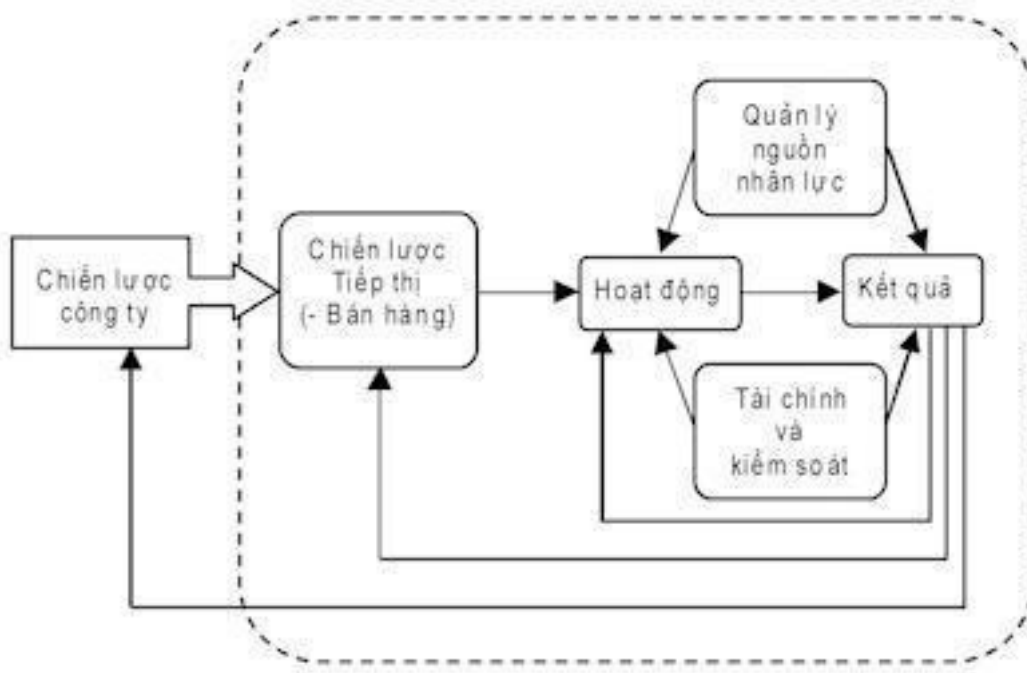 Chiến lược
công ty
Chiến lược
Tiếp thị
(- Bán hàng)
Hoạt động
Quản lý
nguồn
nhân lực
Kết quả
Tài chính
và
kiểm soát